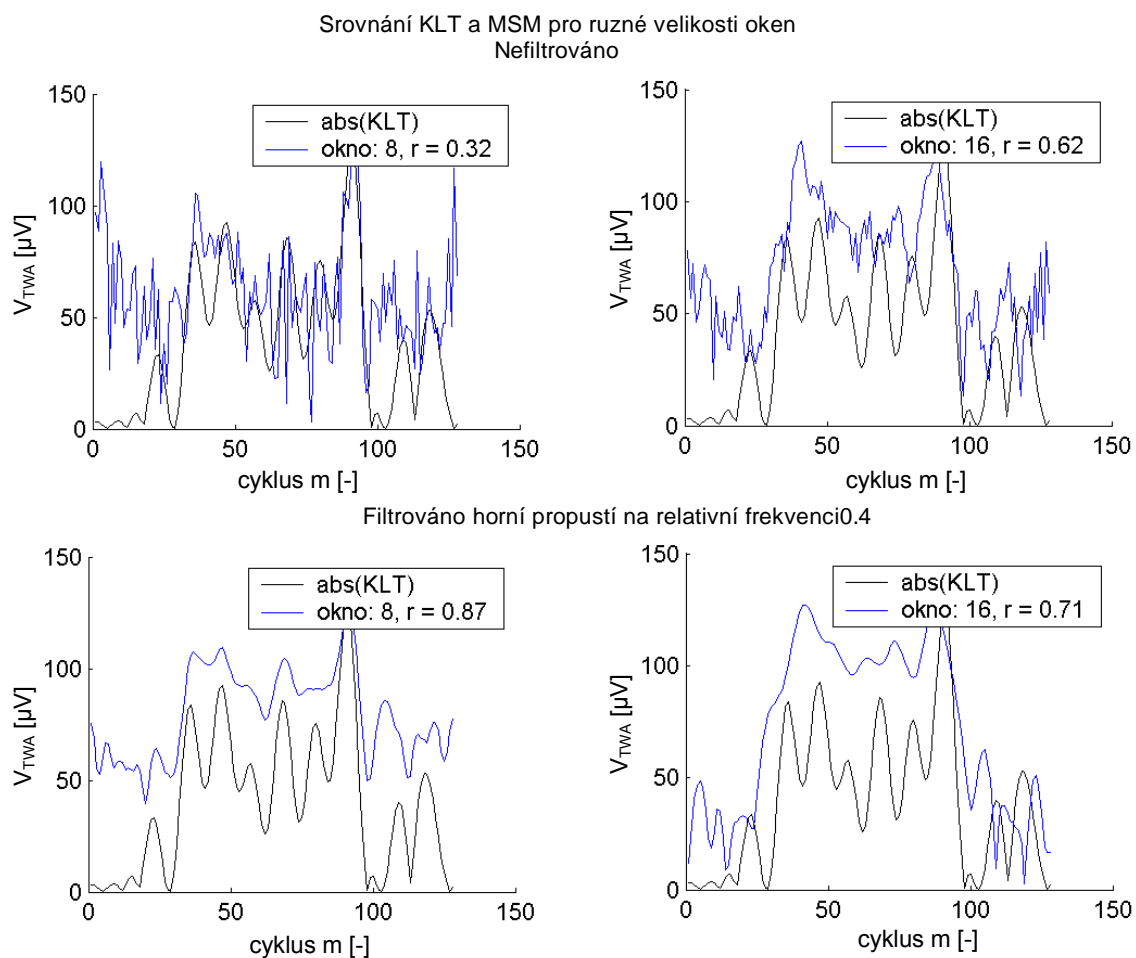 Srovnání KLT a MSM pro ruzné velikosti oken
Nefiltrováno
150
100
50
0
V_TWA [µV]
abs(KLT)
okno: 8, r = 0.32
0 50 100 150
cyklus m [-]
150
100
50
0
V_TWA [µV]
abs(KLT)
okno: 16, r = 0.62
0 50 100 150
cyklus m [-]
Filtrováno horní propustí na relativní frekvenci0.4
150
100
50
0
V_TWA [µV]
abs(KLT)
okno: 8, r = 0.87
0 50 100 150
cyklus m [-]
150
100
50
0
V_TWA [µV]
abs(KLT)
okno: 16, r = 0.71
0 50 100 150
cyklus m [-]